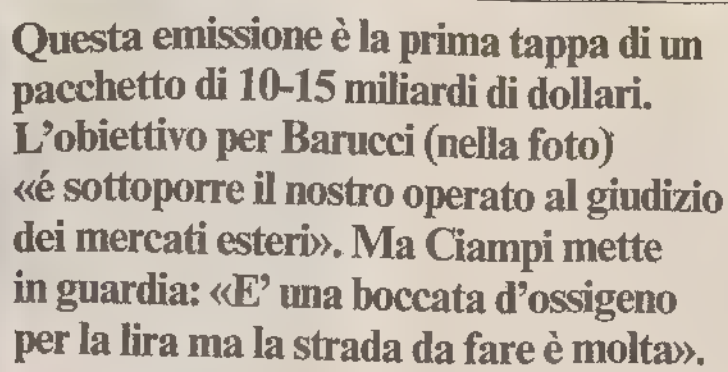 Questa emissione è la prima tappa di un
pacchetto di 10-15 miliardi di dollari.
L'obiettivo per Barucci (nella foto)
«é sottoporre il nostro operato al giudizio
dei mercati esteri». Ma Ciampi mette
in guardia: «E' una boccata d'ossigeno
per la lira ma la strada da fare è molta».